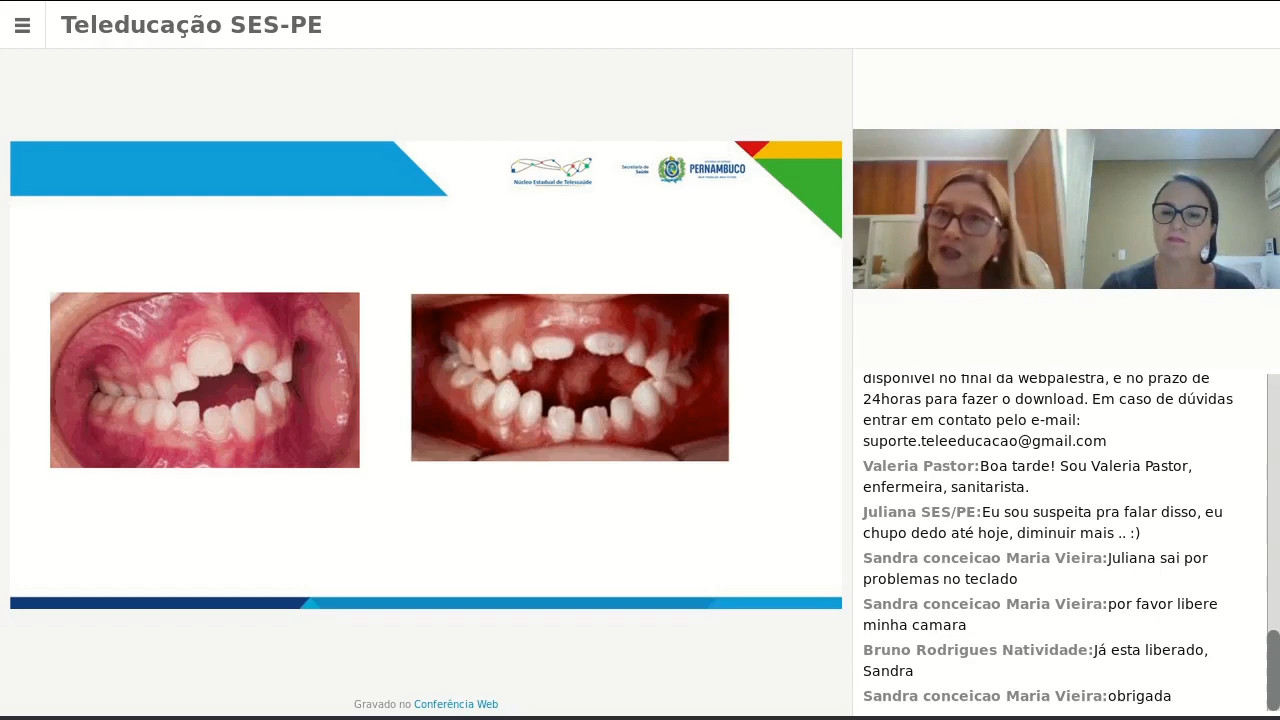 Teleducação SES-PE
Núcleo Estadual de Telessaúde
Secretaria de
Saúde
PERNAMBUCO
disponível no final da webpalestra, e no prazo de
24horas para fazer o download. Em caso de dúvidas
entrar em contato pelo e-mail:
suporte.teleeducacao@gmail.com
Valeria Pastor:Boa tarde! Sou Valeria Pastor,
enfermeira, sanitarista.
Juliana SES/PE:Eu sou suspeita pra falar disso, eu
chupo dedo até hoje, diminuir mais .. :)
Sandra conceicao Maria Vieira:Juliana sai por
problemas no teclado
Sandra conceicao Maria Vieira:por favor libere
minha camara
Bruno Rodrigues Natividade:Já esta liberado,
Sandra
Sandra conceicao Maria Vieira:obrigada
Gravado no Conferência Web